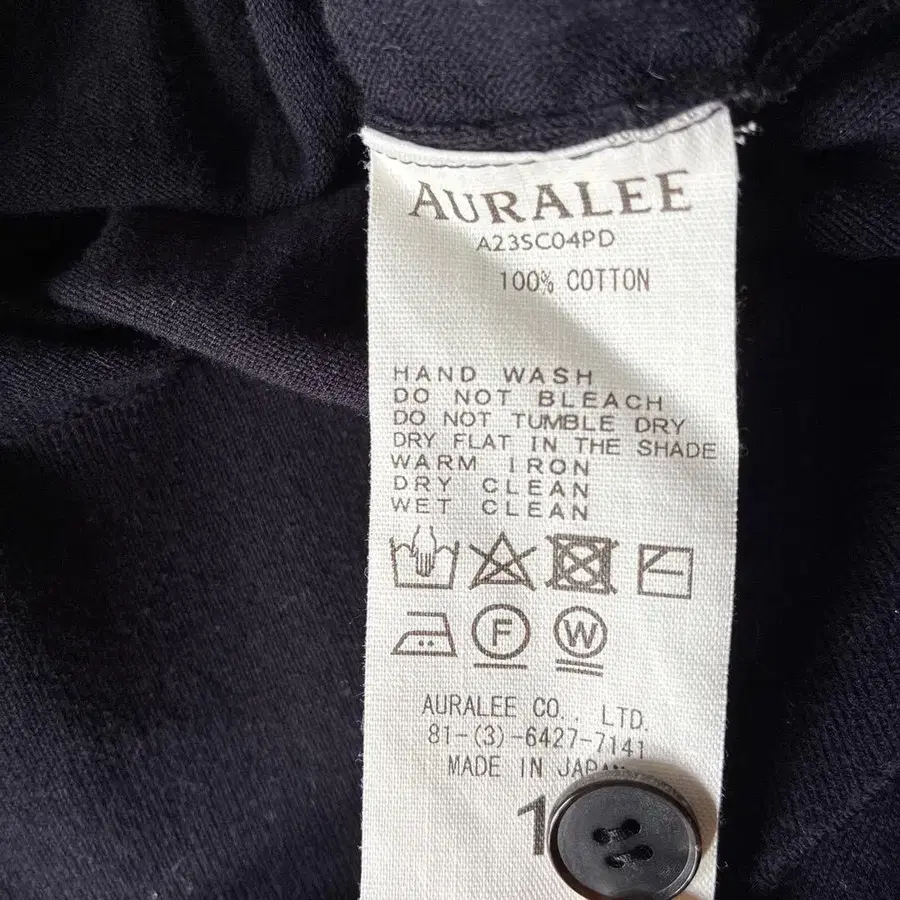 AURALEE
A23SC04PD
100% COTTON
HAND WASH
DO NOT BLEACH
DO NOT TUMBLE DRY
DRY FLAT IN THE SHADE
WARM IRON
DRY CLEAN
WET CLEAN
F
W
AURALEE CO., LTD.
81-(3)-6427-7141
MADE IN JAPAN
1